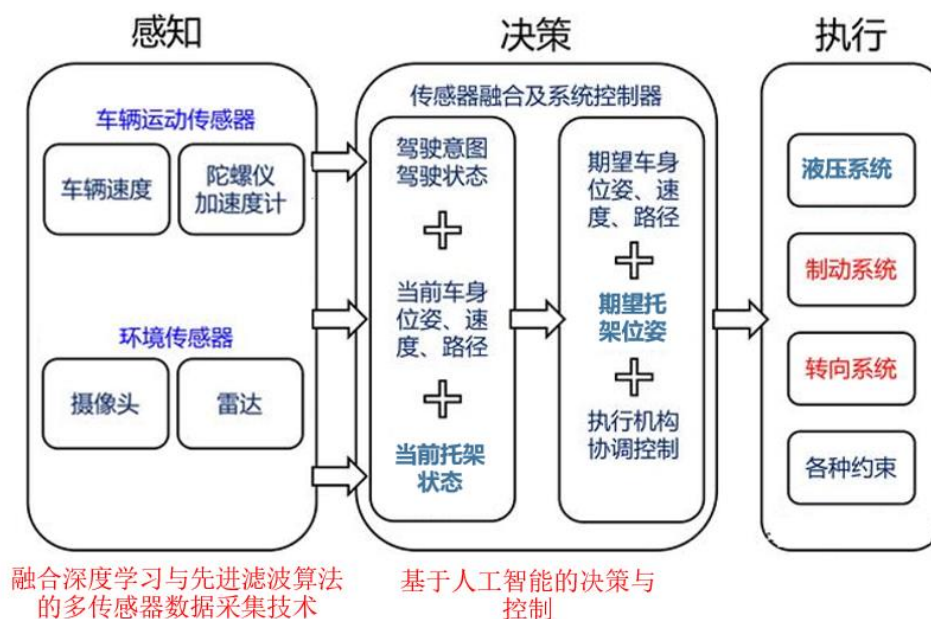 感知
决策
执行
车辆运动传感器
车辆速度
陀螺仪
加速度计
环境传感器
摄像头
雷达
传感器融合及系统控制器
驾驶意图
驾驶状态
+
当前车身
位姿、速
度、路径
+
当前托架
状态
期望车身
位姿、速
度、路径
+
期望托
架位姿
+
执行机构
协调控制
液压系统
制动系统
转向系统
各种约束
融合深度学习与先进滤波算法
的多传感器数据采集技术
基于人工智能的决策与
控制